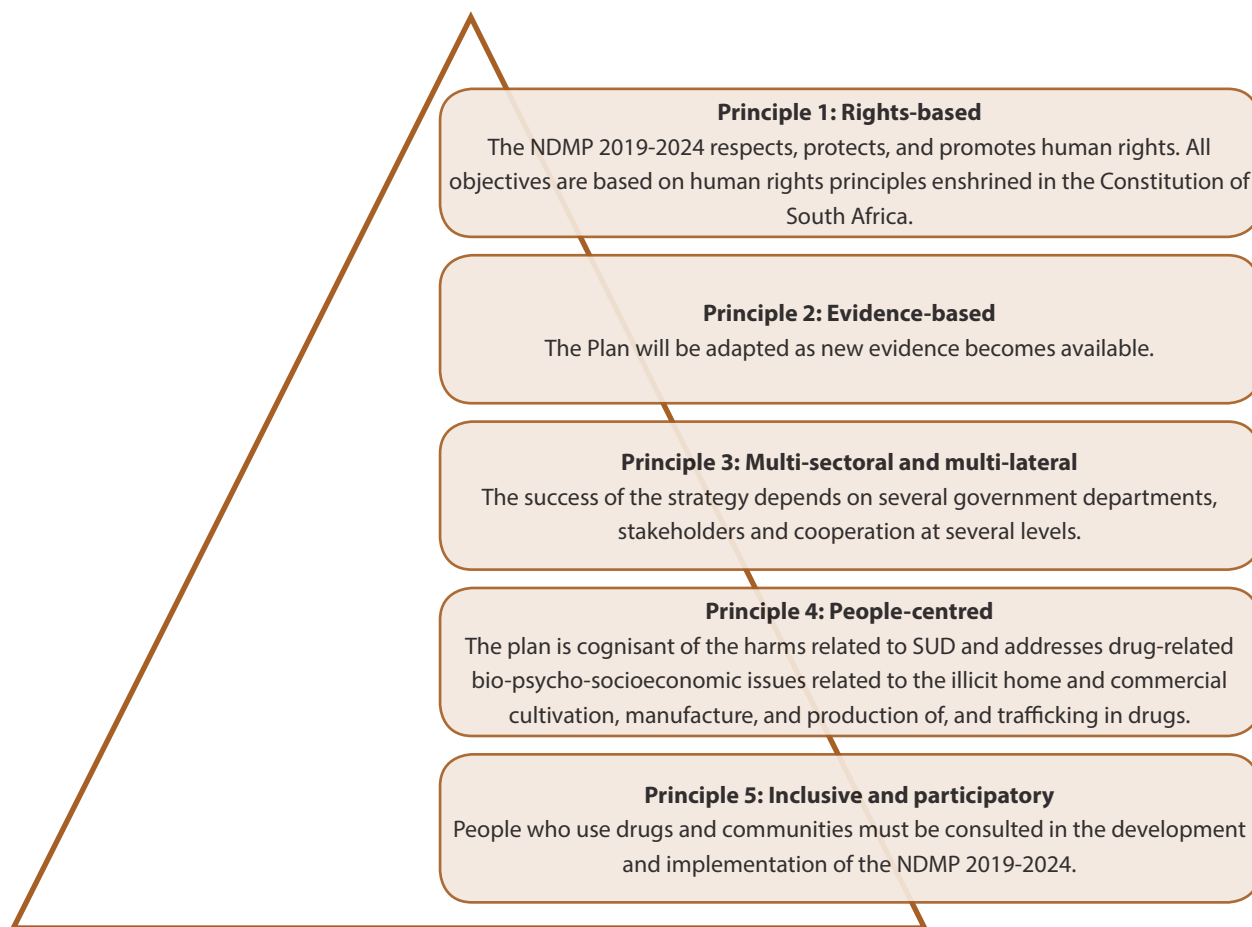 Principle 1: Rights-based
The NDMP 2019-2024 respects, protects, and promotes human rights. All
objectives are based on human rights principles enshrined in the Constitution of
South Africa.
Principle 2: Evidence-based
The Plan will be adapted as new evidence becomes available.
Principle 3: Multi-sectoral and multi-lateral
The success of the strategy depends on several government departments,
stakeholders and cooperation at several levels.
Principle 4: People-centred
The plan is cognisant of the harms related to SUD and addresses drug-related
bio-psycho-socioeconomic issues related to the illicit home and commercial
cultivation, manufacture, and production of, and trafficking in drugs.
Principle 5: Inclusive and participatory
People who use drugs and communities must be consulted in the development
and implementation of the NDMP 2019-2024.